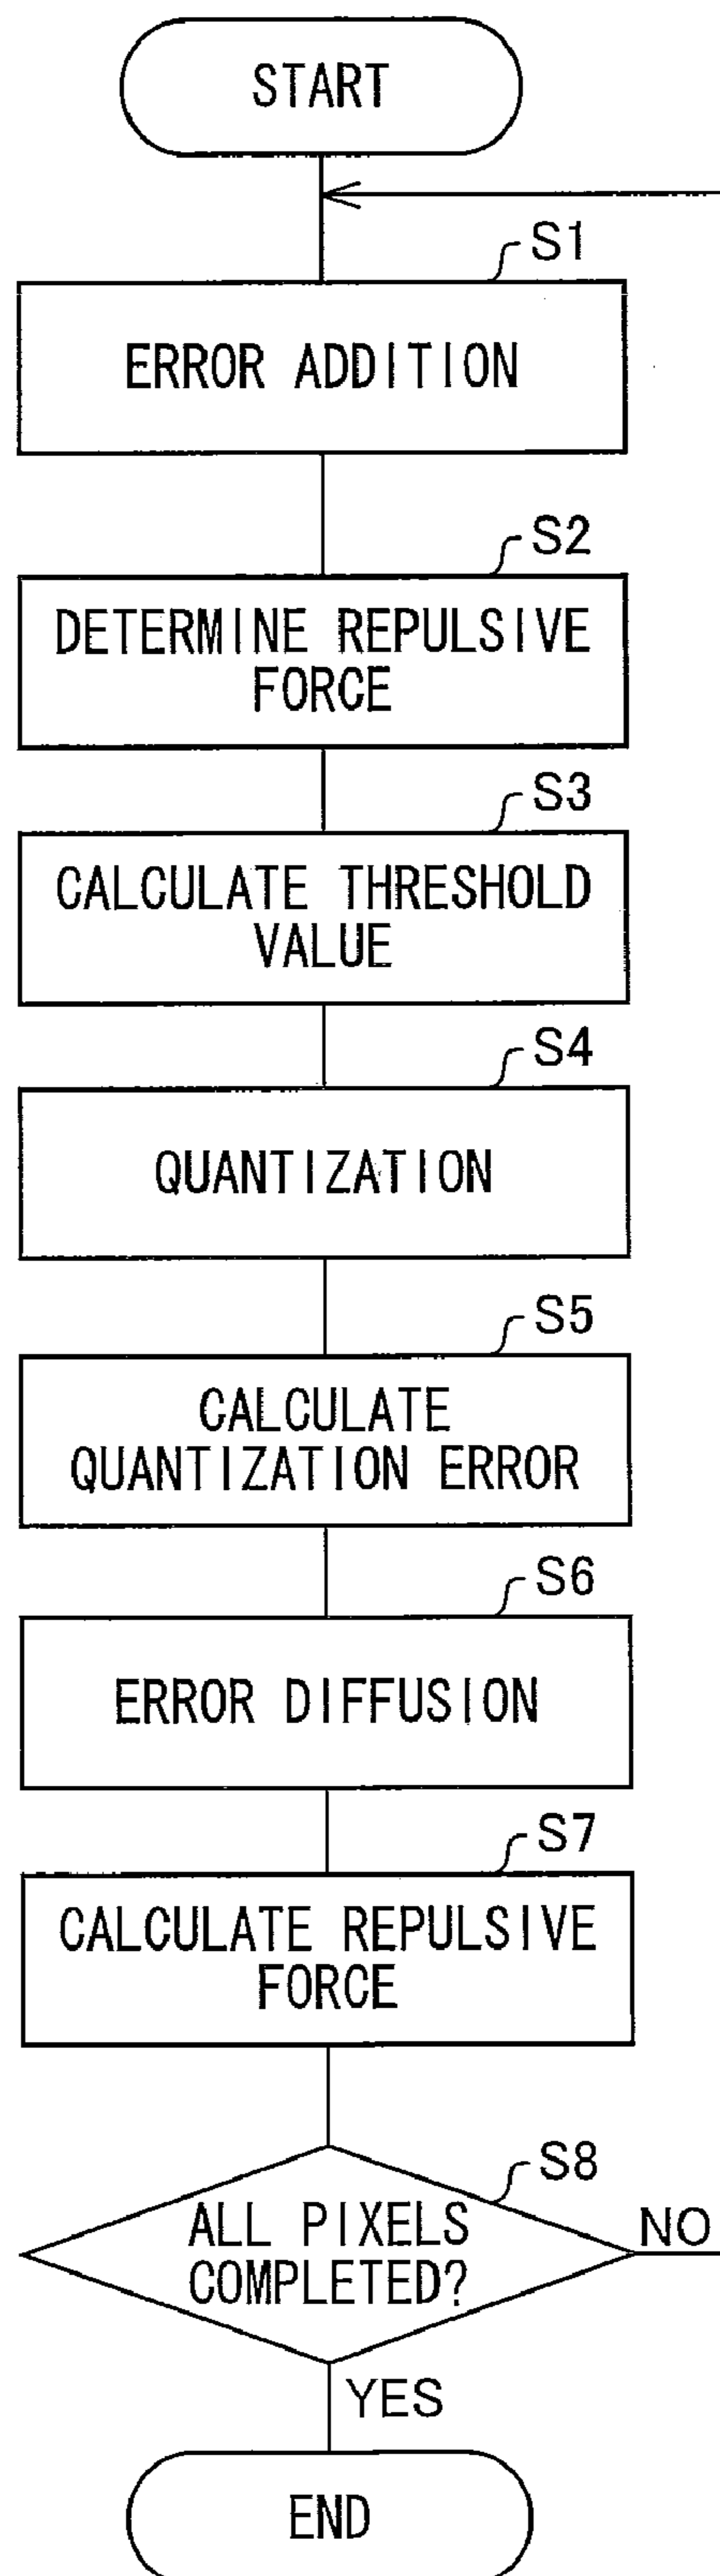 START
S1
ERROR ADDITION
S2
DETERMINE REPULSIVE
FORCE
S3
CALCULATE THRESHOLD
VALUE
S4
QUANTIZATION
S5
CALCULATE
QUANTIZATION ERROR
S6
ERROR DIFFUSION
S7
CALCULATE REPULSIVE
FORCE
S8
ALL PIXELS
COMPLETED?
NO
YES
END